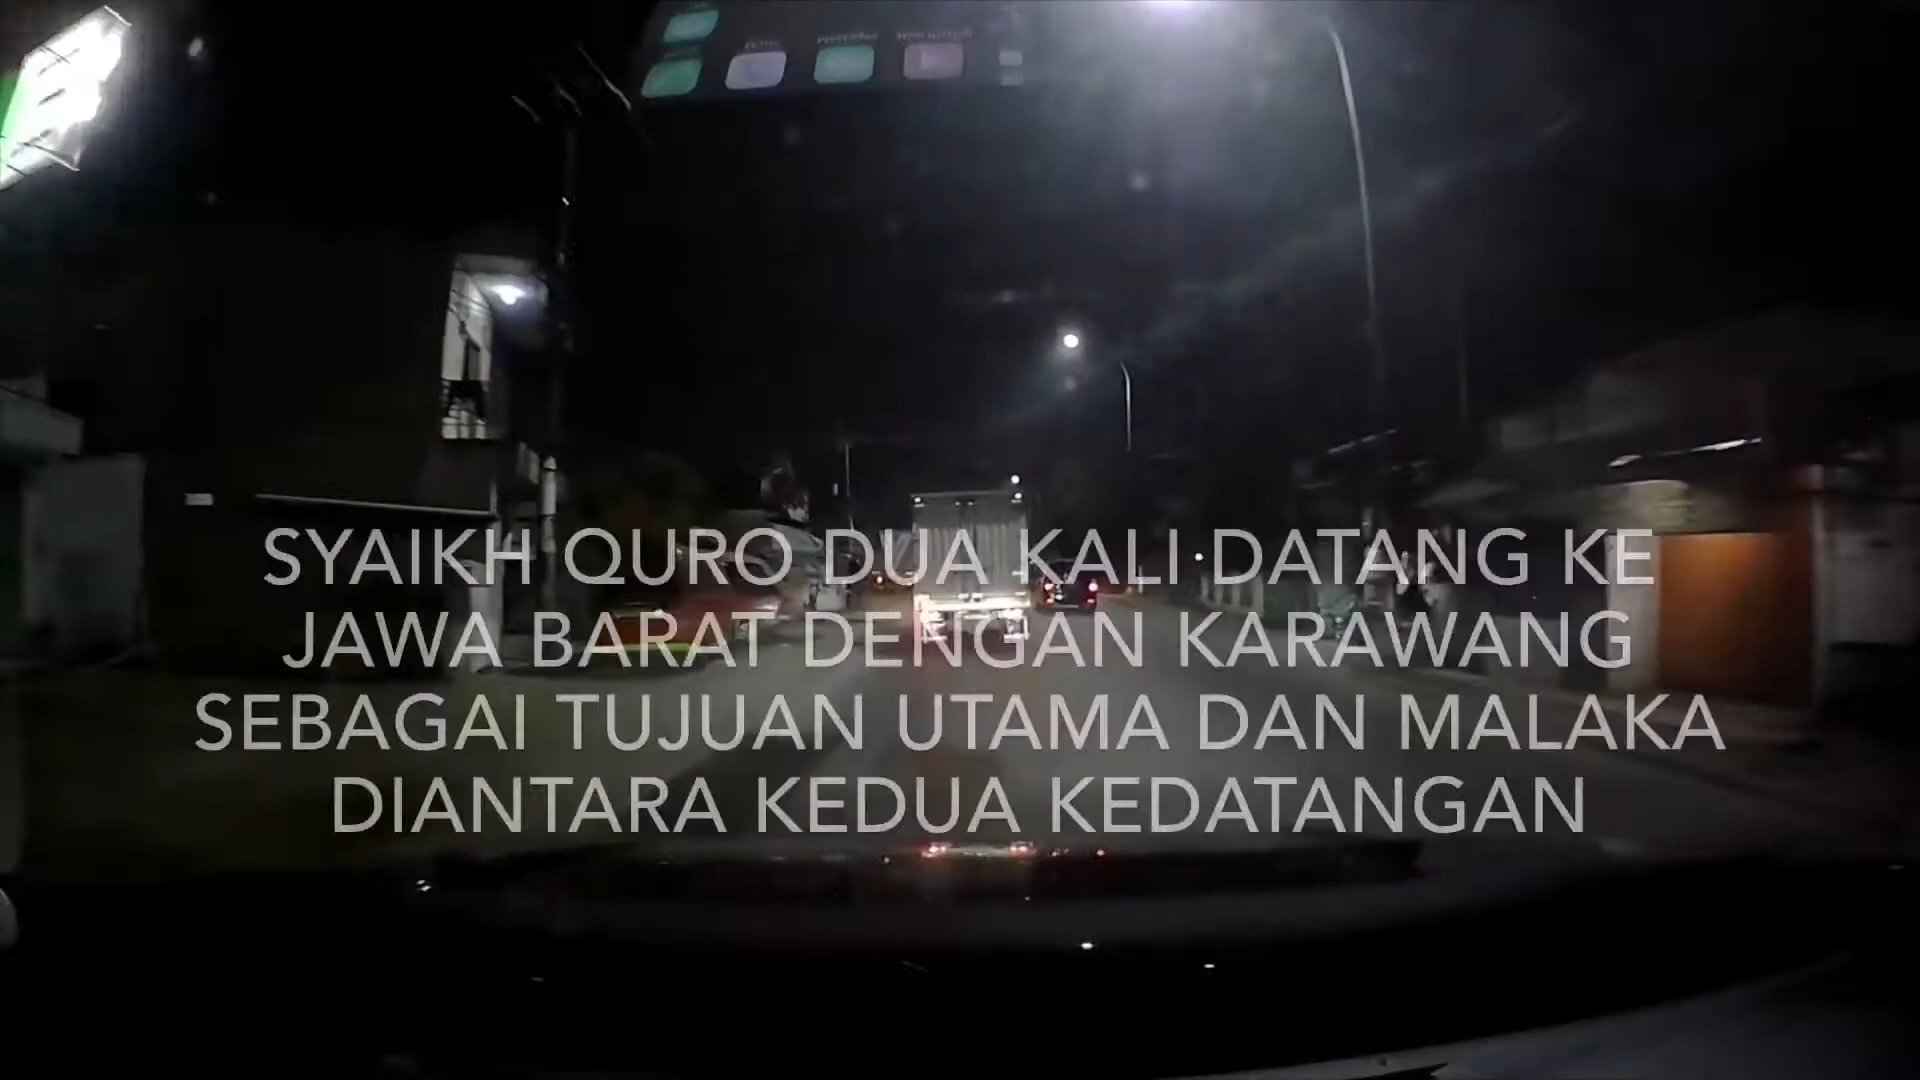 SYAIKH QURO DUA KALI DATANG KE
JAWA BARAT DENGAN KARAWANG
SEBAGAI TUJUAN UTAMA DAN MALAKA
DIANTARA KEDUA KEDATANGAN